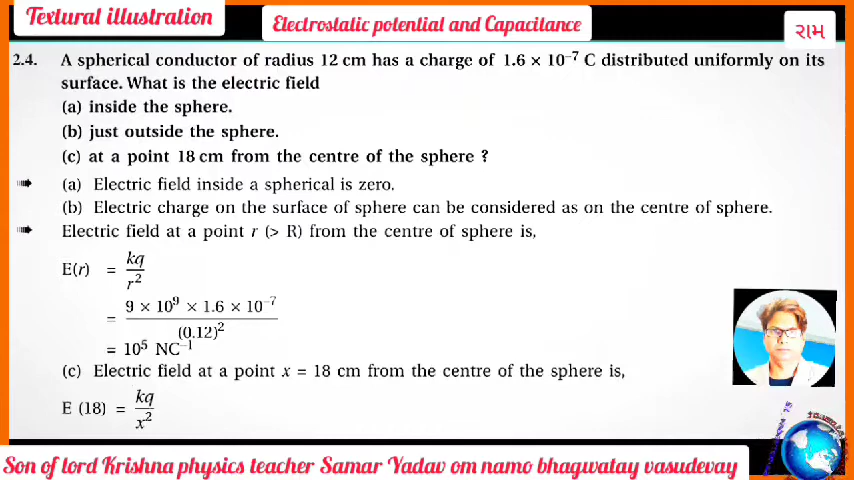 Textural illustration
Electrostatic potential and Capacitance
રામ
2.4. A spherical conductor of radius 12 cm has a charge of 1.6 × 10⁻⁷ C distributed uniformly on its
surface. What is the electric field
(a) inside the sphere.
(b) just outside the sphere.
(c) at a point 18 cm from the centre of the sphere ?
(a) Electric field inside a spherical is zero.
(b) Electric charge on the surface of sphere can be considered as on the centre of sphere.
Electric field at a point r (> R) from the centre of sphere is,
E(r) = kq / r²
= 9 × 10⁹ × 1.6 × 10⁻⁷ / (0.12)²
= 10⁵ NC⁻¹
(c) Electric field at a point x = 18 cm from the centre of the sphere is,
E (18) = kq / x²
Son of lord Krishna physics teacher Samar Yadav om namo bhagwatay vasudevay